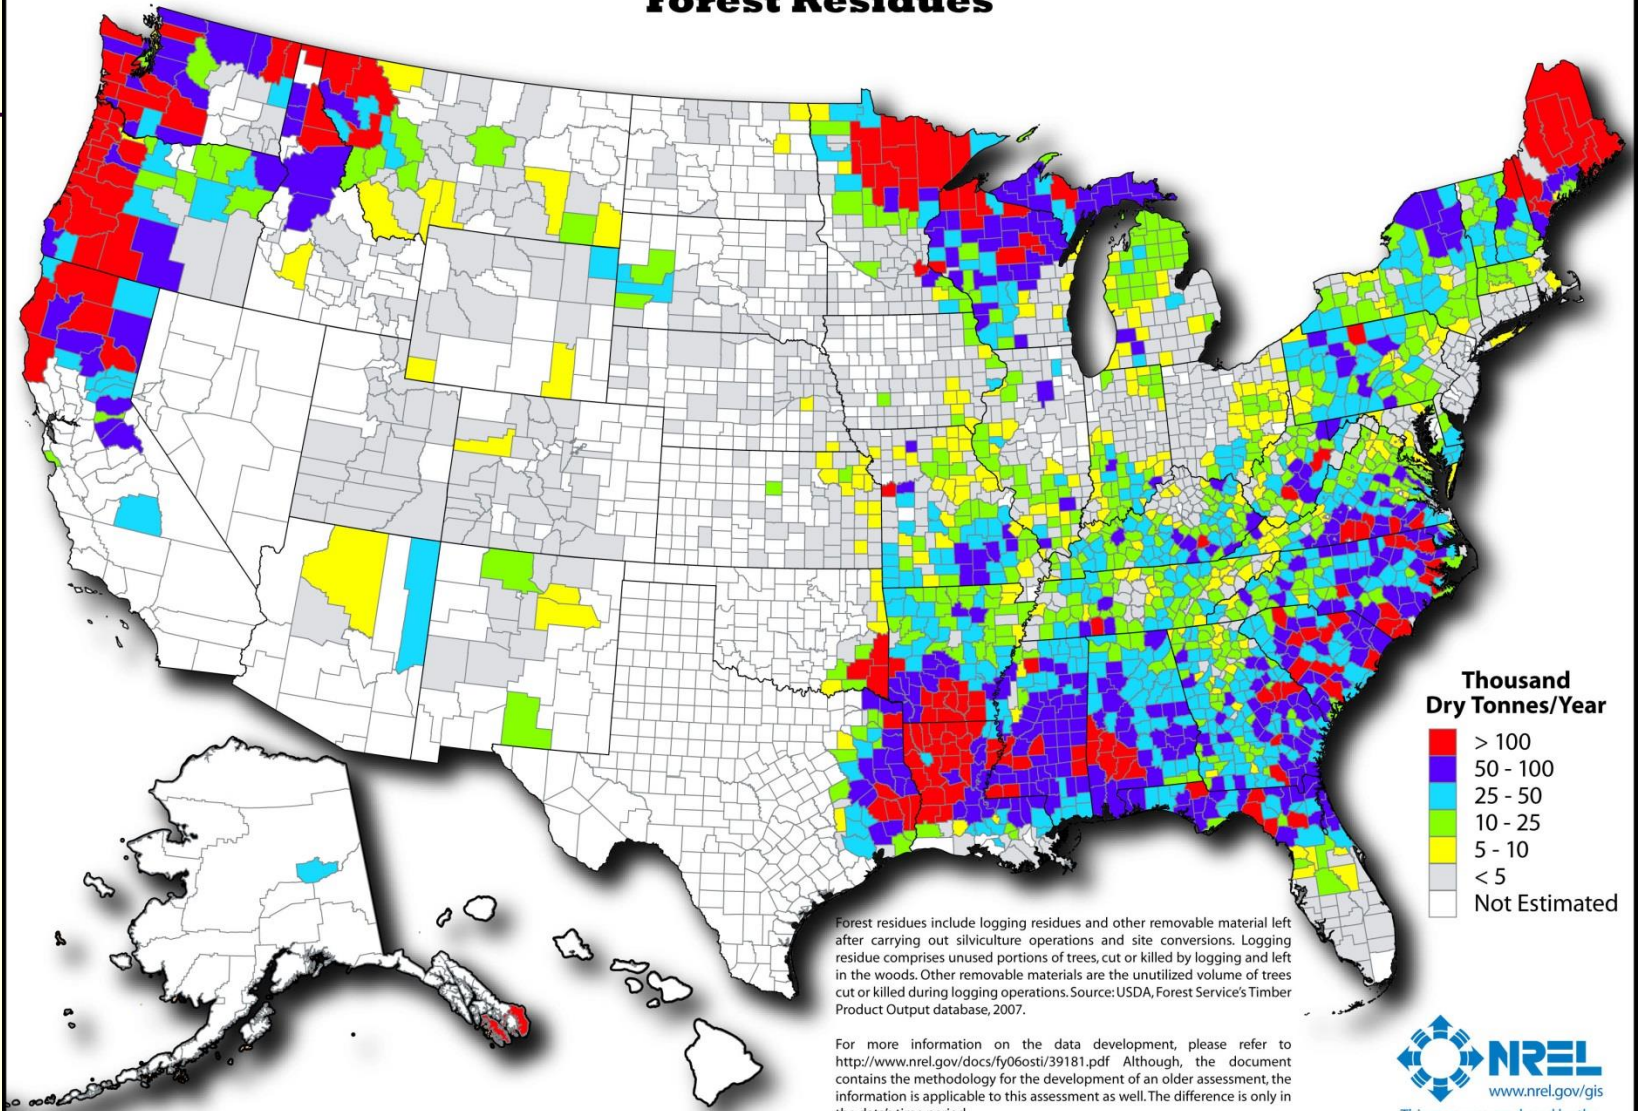 Forest Residues
Thousand
Dry Tonnes/Year
> 100
50 - 100
25 - 50
10 - 25
5 - 10
< 5
Not Estimated
Forest residues include logging residues and other removable material left
after carrying out silviculture operations and site conversions. Logging
residue comprises unused portions of trees, cut or killed by logging and left
in the woods. Other removable materials are the unutilized volume of trees
cut or killed during logging operations. Source: USDA, Forest Service's Timber
Product Output database, 2007.
For more information on the data development, please refer to
http://www.nrel.gov/docs/fy06osti/39181.pdf Although, the document
contains the methodology for the development of an older assessment, the
information is applicable to this assessment as well. The difference is only in
NREL
www.nrel.gov/gis